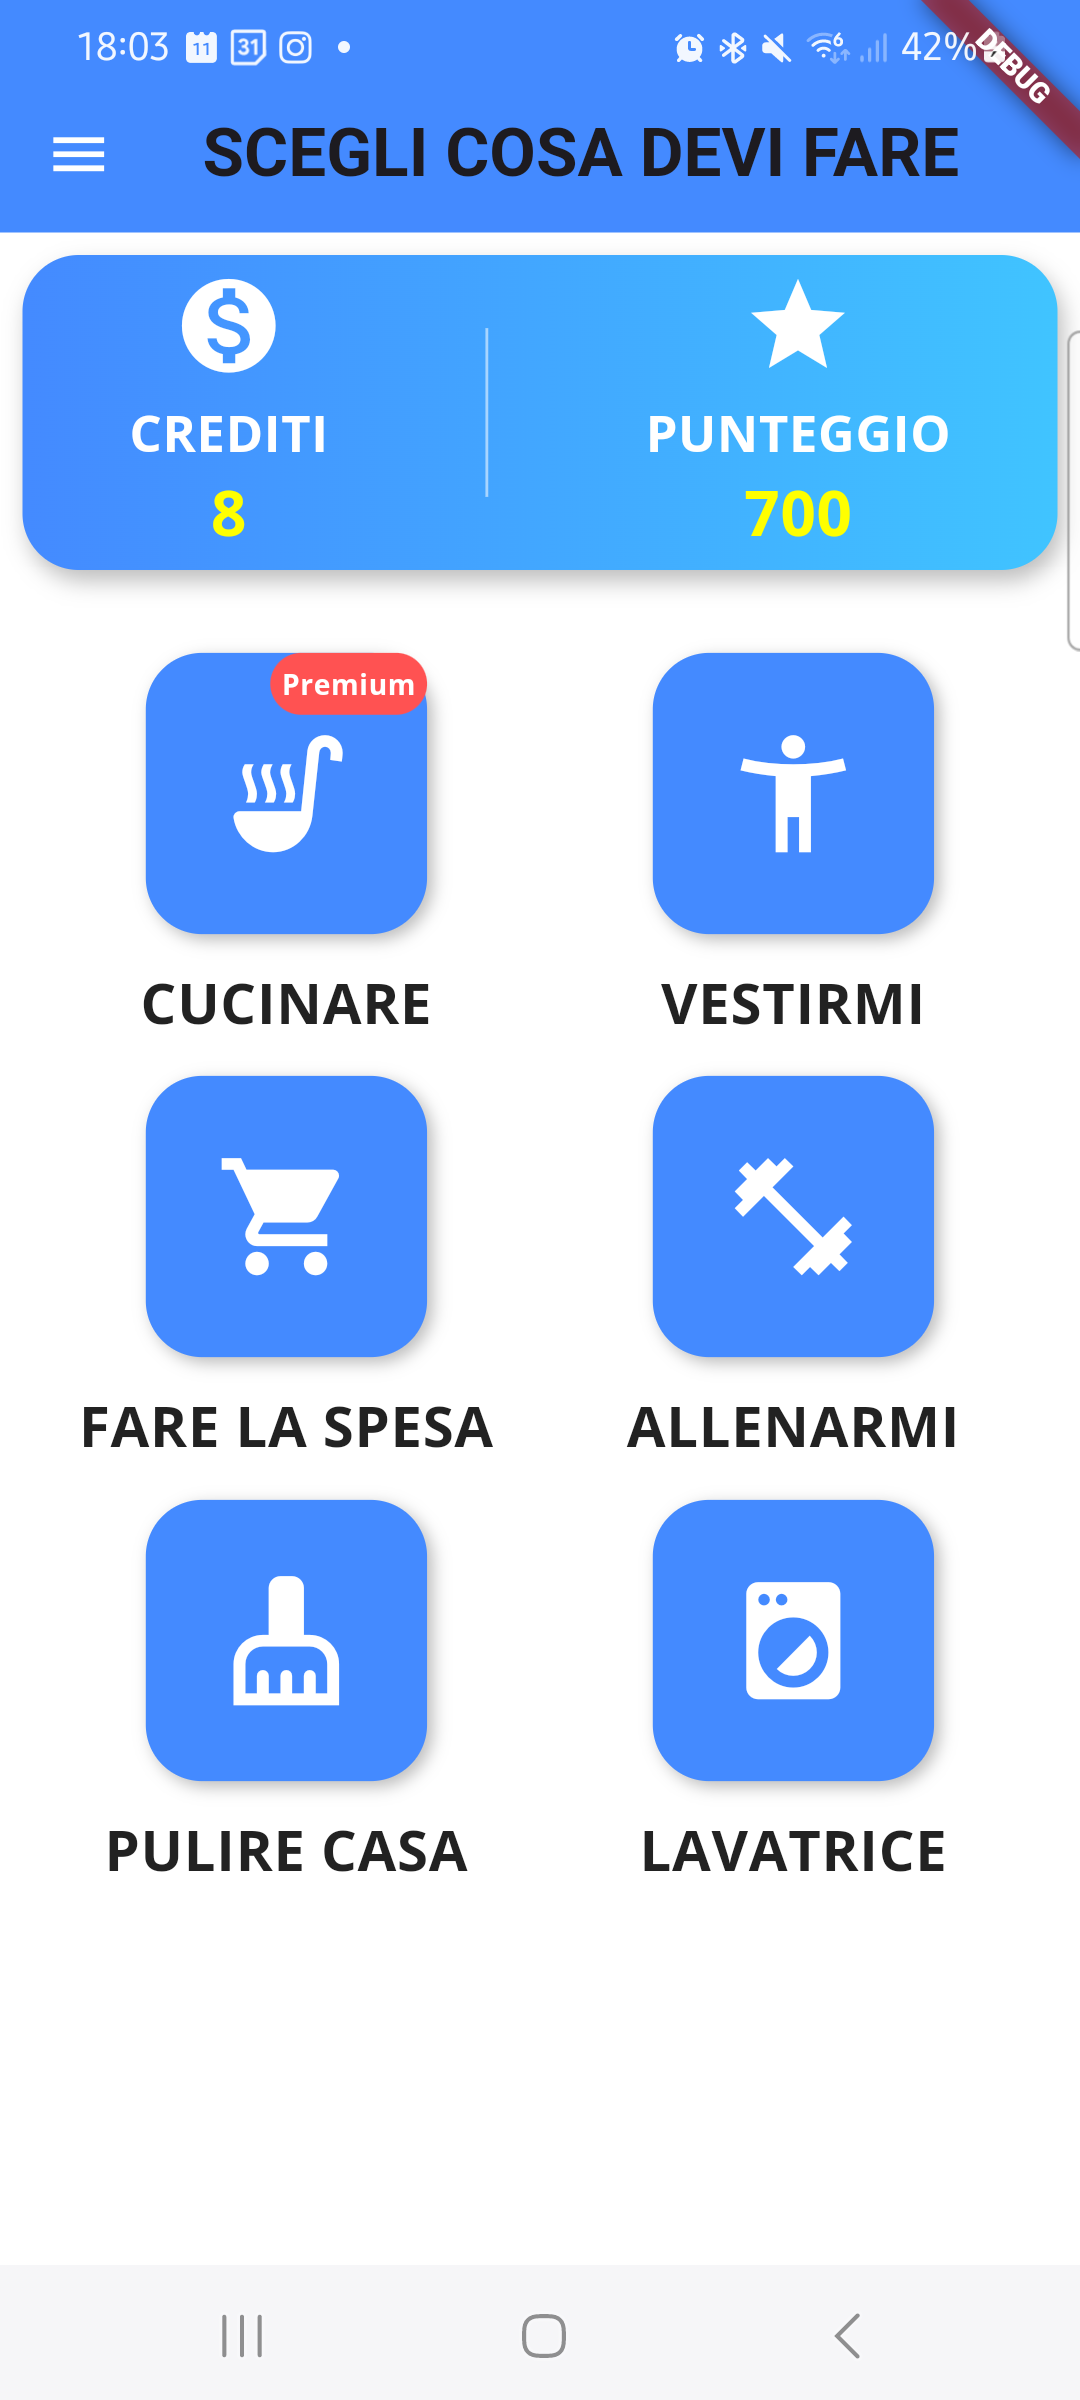 18:03 11 31 6 42%
DEBUG
SCEGLI COSA DEVI FARE
CREDITI PUNTEGGIO
8 700
Premium
CUCINARE VESTIRMI
FARE LA SPESA ALLENARMI
PULIRE CASA LAVATRICE